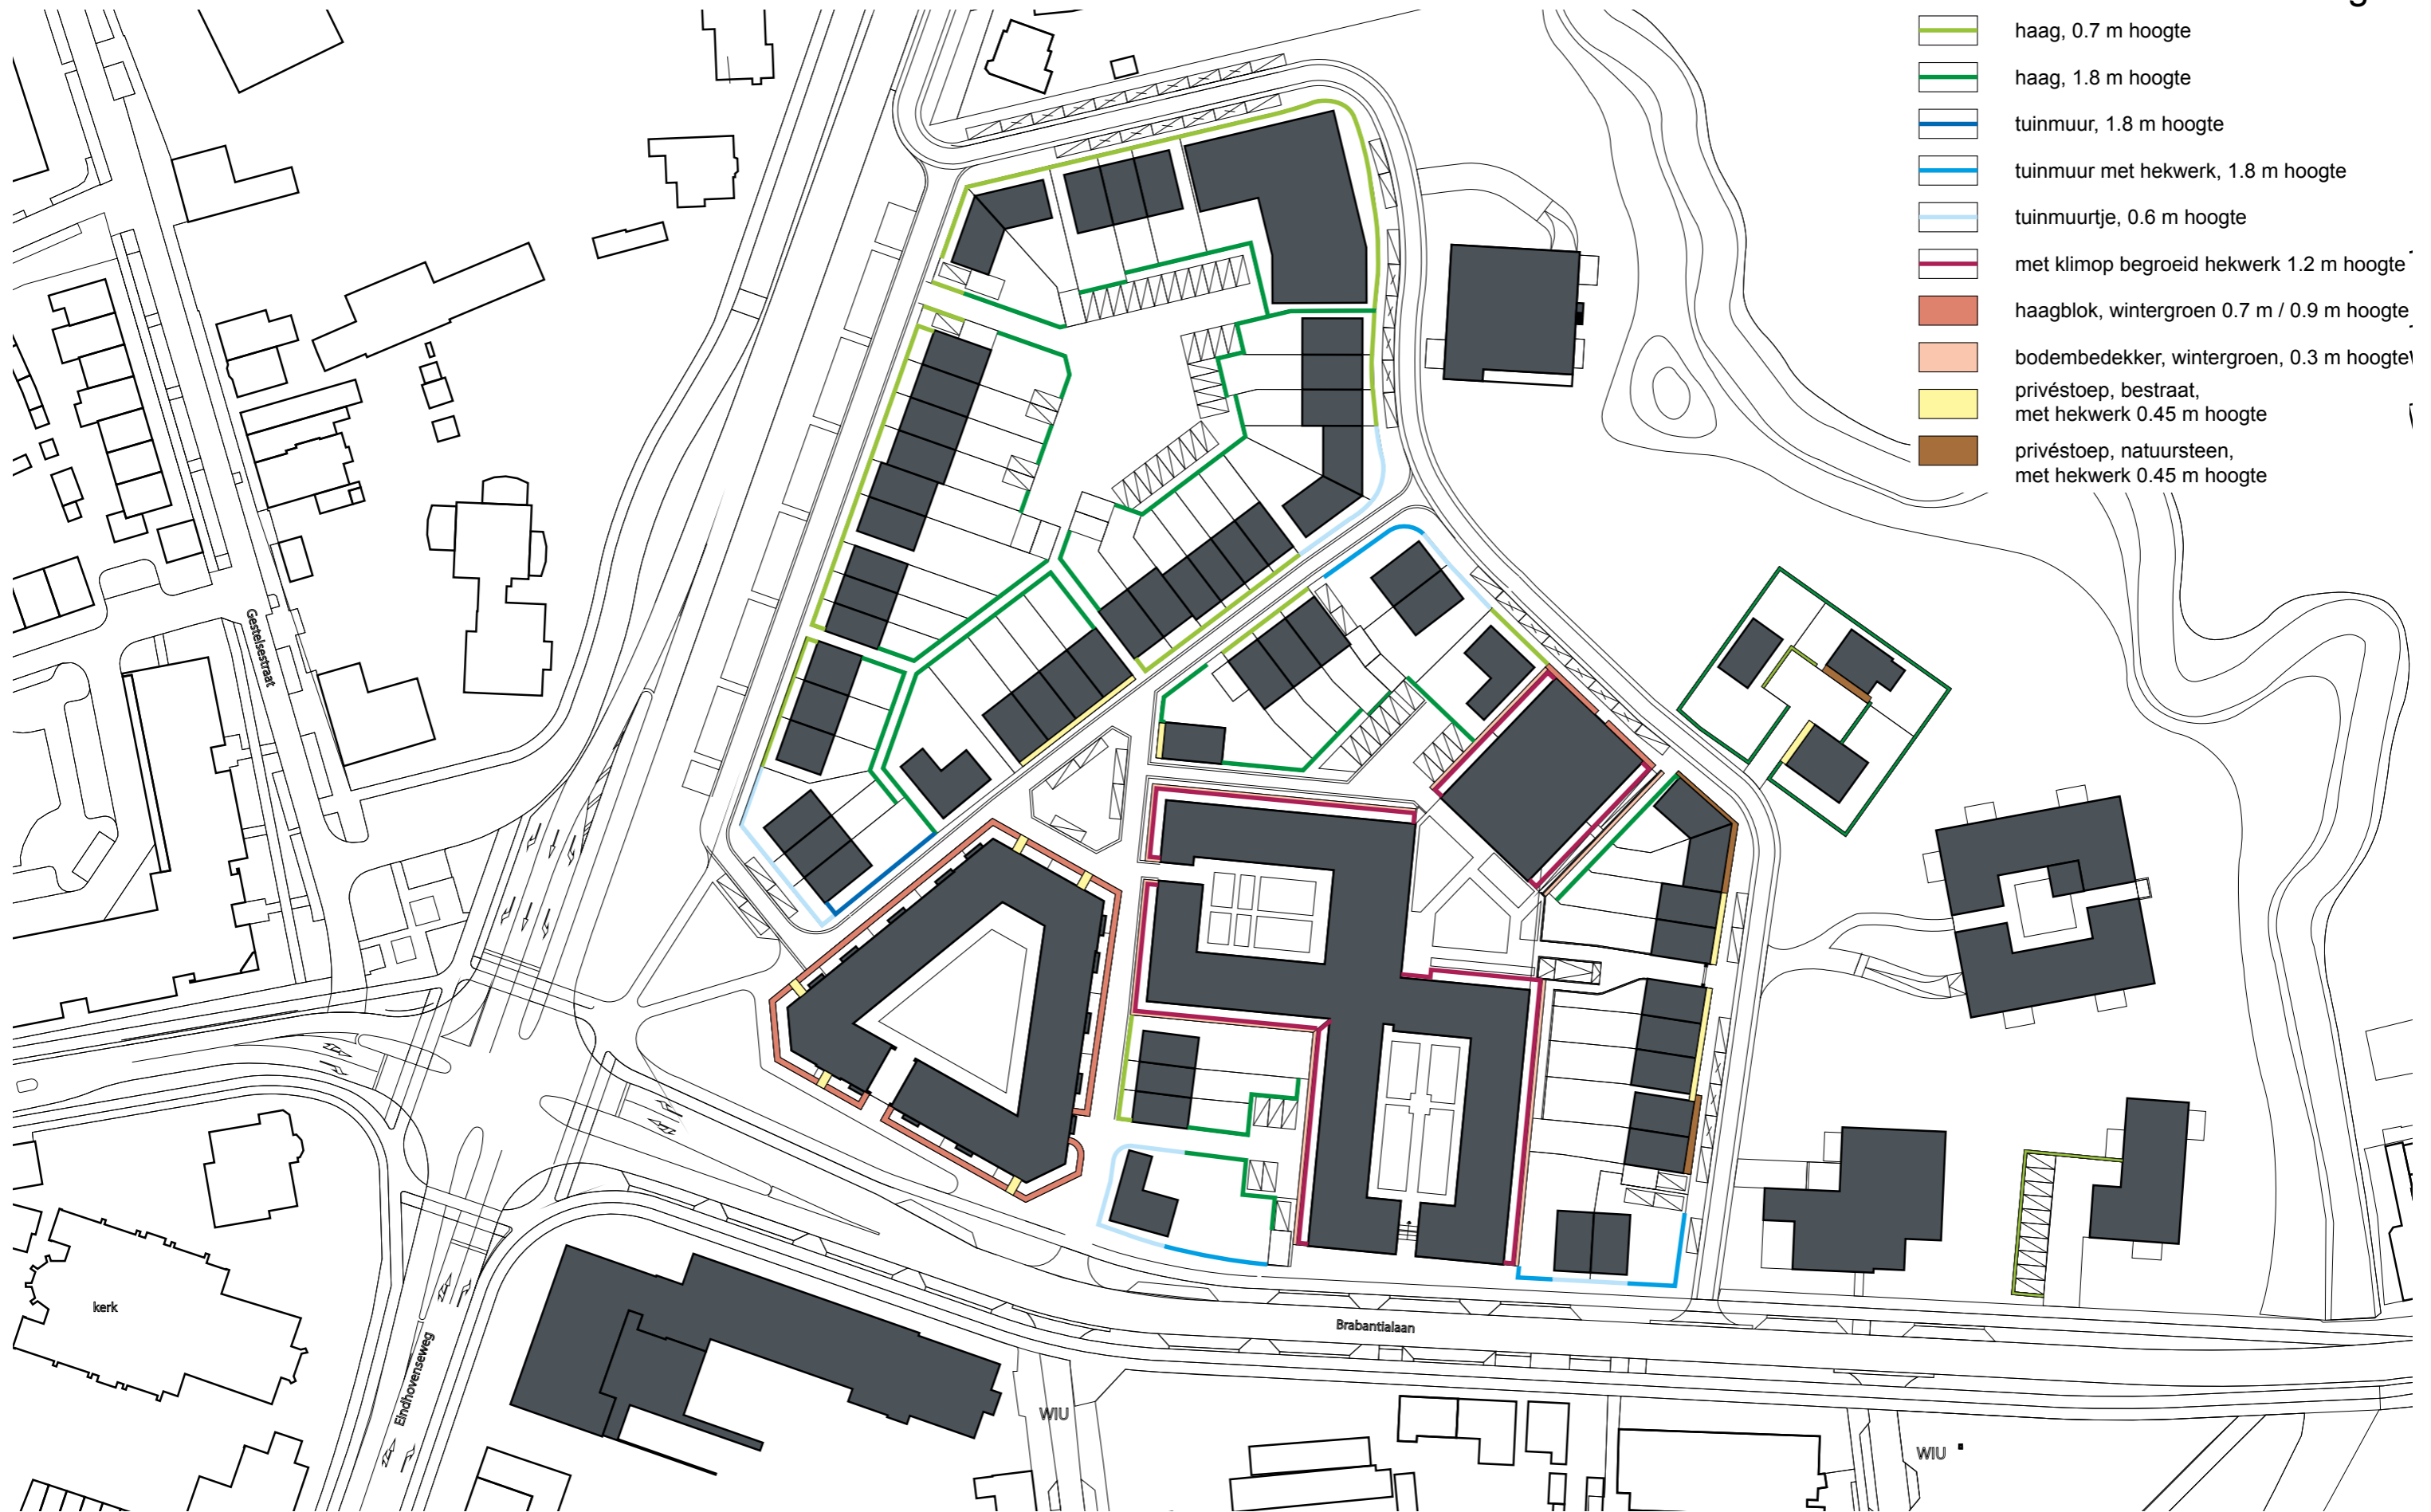 haag, 0.7 m hoogte
haag, 1.8 m hoogte
tuinmuur, 1.8 m hoogte
tuinmuur met hekwerk, 1.8 m hoogte
tuinmuurtje, 0.6 m hoogte
met klimop begroeid hekwerk 1.2 m hoogte
haagblok, wintergroen 0.7 m / 0.9 m hoogte
bodembedekker, wintergroen, 0.3 m hoogte
privéstoep, bestraat,
met hekwerk 0.45 m hoogte
privéstoep, natuursteen,
met hekwerk 0.45 m hoogte
Gestelsestraat
kerk
Eindhovenseweg
Brabantialaan
WIU
WIU